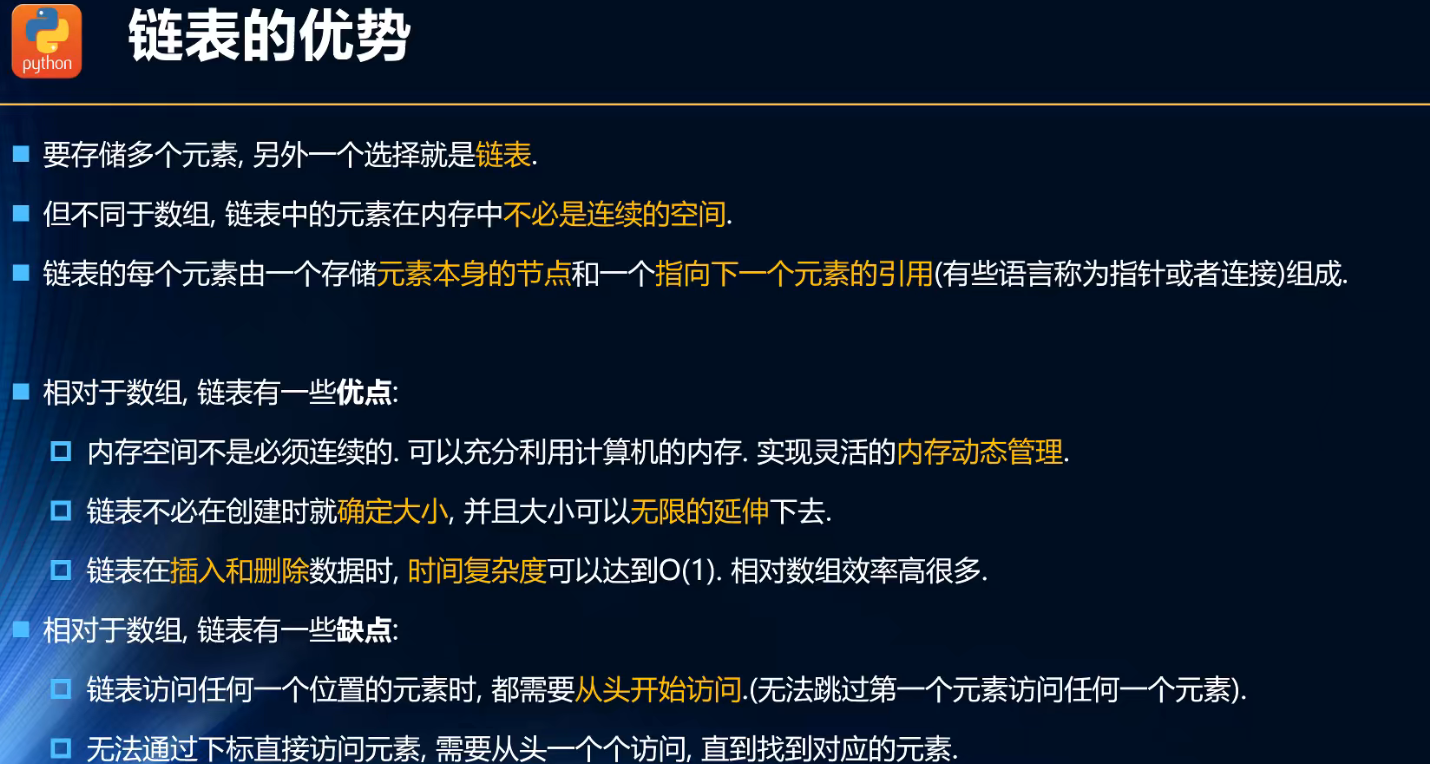 python
链表的优势
要存储多个元素, 另外一个选择就是链表.
但不同于数组, 链表中的元素在内存中不必是连续的空间.
链表的每个元素由一个存储元素本身的节点和一个指向下一个元素的引用(有些语言称为指针或者连接)组成.
相对于数组, 链表有一些优点:
内存空间不是必须连续的. 可以充分利用计算机的内存. 实现灵活的内存动态管理.
链表不必在创建时就确定大小, 并且大小可以无限的延伸下去.
链表在插入和删除数据时, 时间复杂度可以达到O(1). 相对数组效率高很多.
相对于数组, 链表有一些缺点:
链表访问任何一个位置的元素时, 都需要从头开始访问.(无法跳过第一个元素访问任何一个元素).
无法通过下标直接访问元素, 需要从头一个个访问, 直到找到对应的元素.